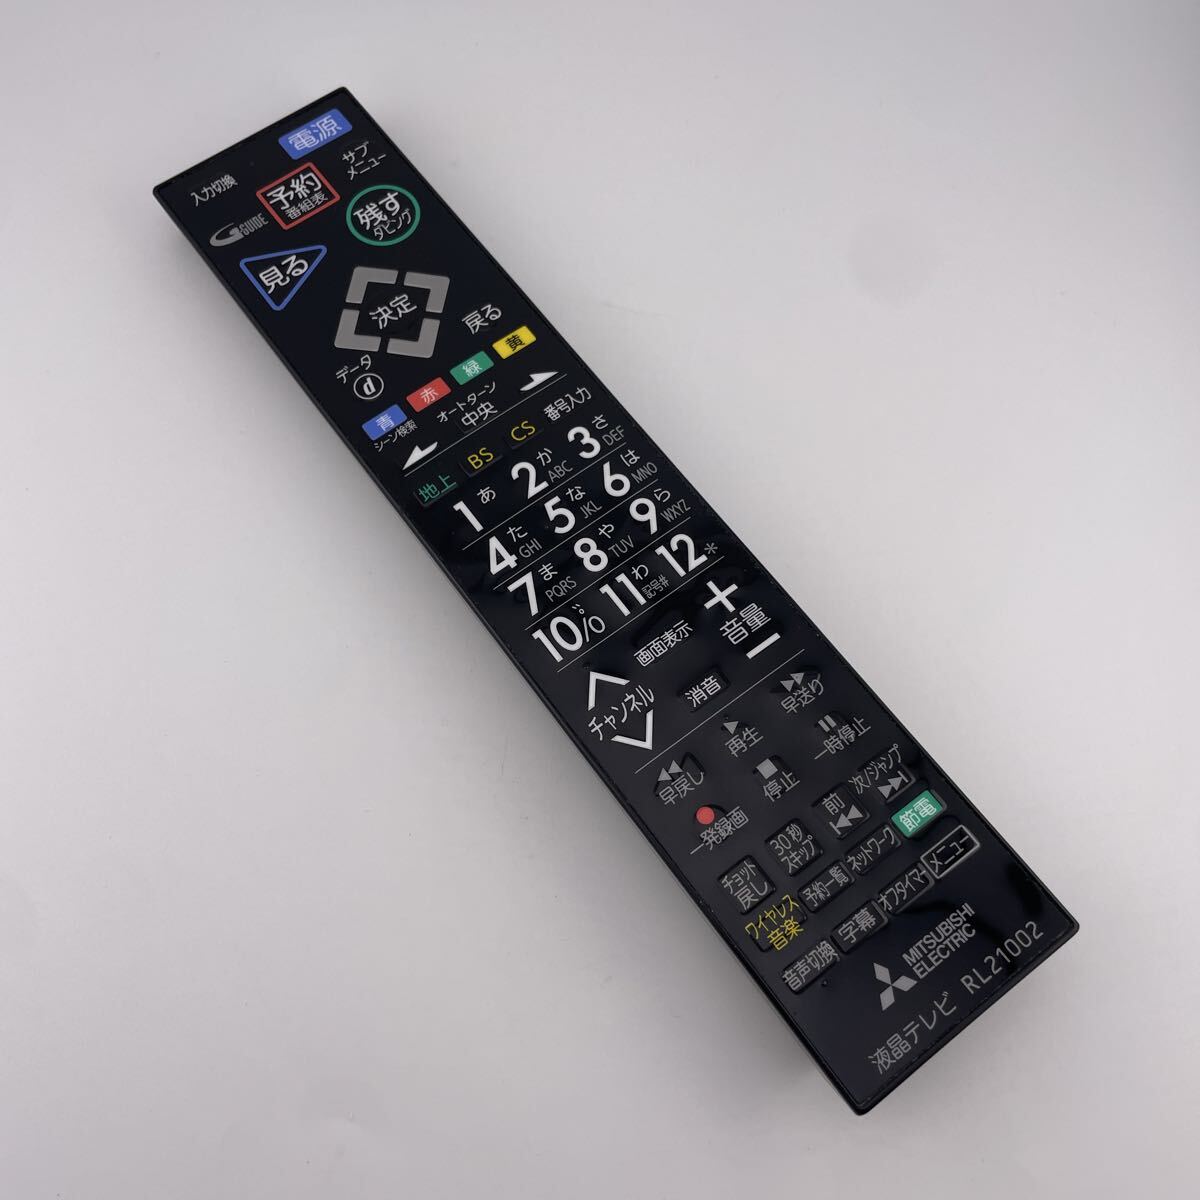 電源
入力切換
予約
番組表
サブ
メニュー
G GUIDE
残す
ダビング
見る
決定
戻る
データ
d
青
赤
緑
黄
シーン検索
オートターン
中央
地上
BS
CS
番号入力
1 あ
2 か ABC
3 さ DEF
4 た GHI
5 な JKL
6 は MNO
7 ま PQRS
8 や TUV
9 ら WXYZ
10/0 ゛゜
11 わ 記号#
12 *
チャンネル
画面表示
消音
+
音量
−
早戻し
再生
早送り
一発録画
停止
一時停止
チョット
戻し
30秒
スキップ
前
次/ジャンプ
ワイヤレス
音楽
予約一覧
ネットワーク
節電
音声切換
字幕
オフタイマー
メニュー
MITSUBISHI
ELECTRIC
液晶テレビ RL21002